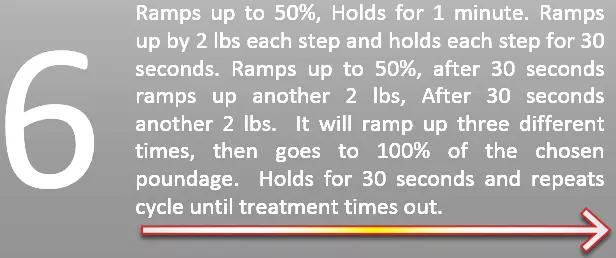 6
Ramps up to 50%, Holds for 1 minute. Ramps
up by 2 lbs each step and holds each step for 30
seconds. Ramps up to 50%, after 30 seconds
ramps up another 2 lbs, After 30 seconds
another 2 lbs. It will ramp up three different
times, then goes to 100% of the chosen
poundage. Holds for 30 seconds and repeats
cycle until treatment times out.